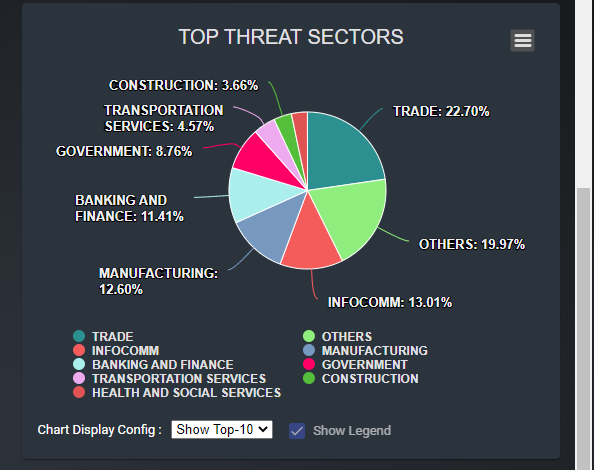 TOP THREAT SECTORS
CONSTRUCTION: 3.66%
TRANSPORTATION
SERVICES: 4.57%
GOVERNMENT: 8.76%
BANKING AND
FINANCE: 11.41%
MANUFACTURING:
12.60%
TRADE: 22.70%
OTHERS: 19.97%
INFOCOMM: 13.01%
TRADE
OTHERS
INFOCOMM
MANUFACTURING
BANKING AND FINANCE
GOVERNMENT
TRANSPORTATION SERVICES
CONSTRUCTION
HEALTH AND SOCIAL SERVICES
Chart Display Config : Show Top-10 Show Legend